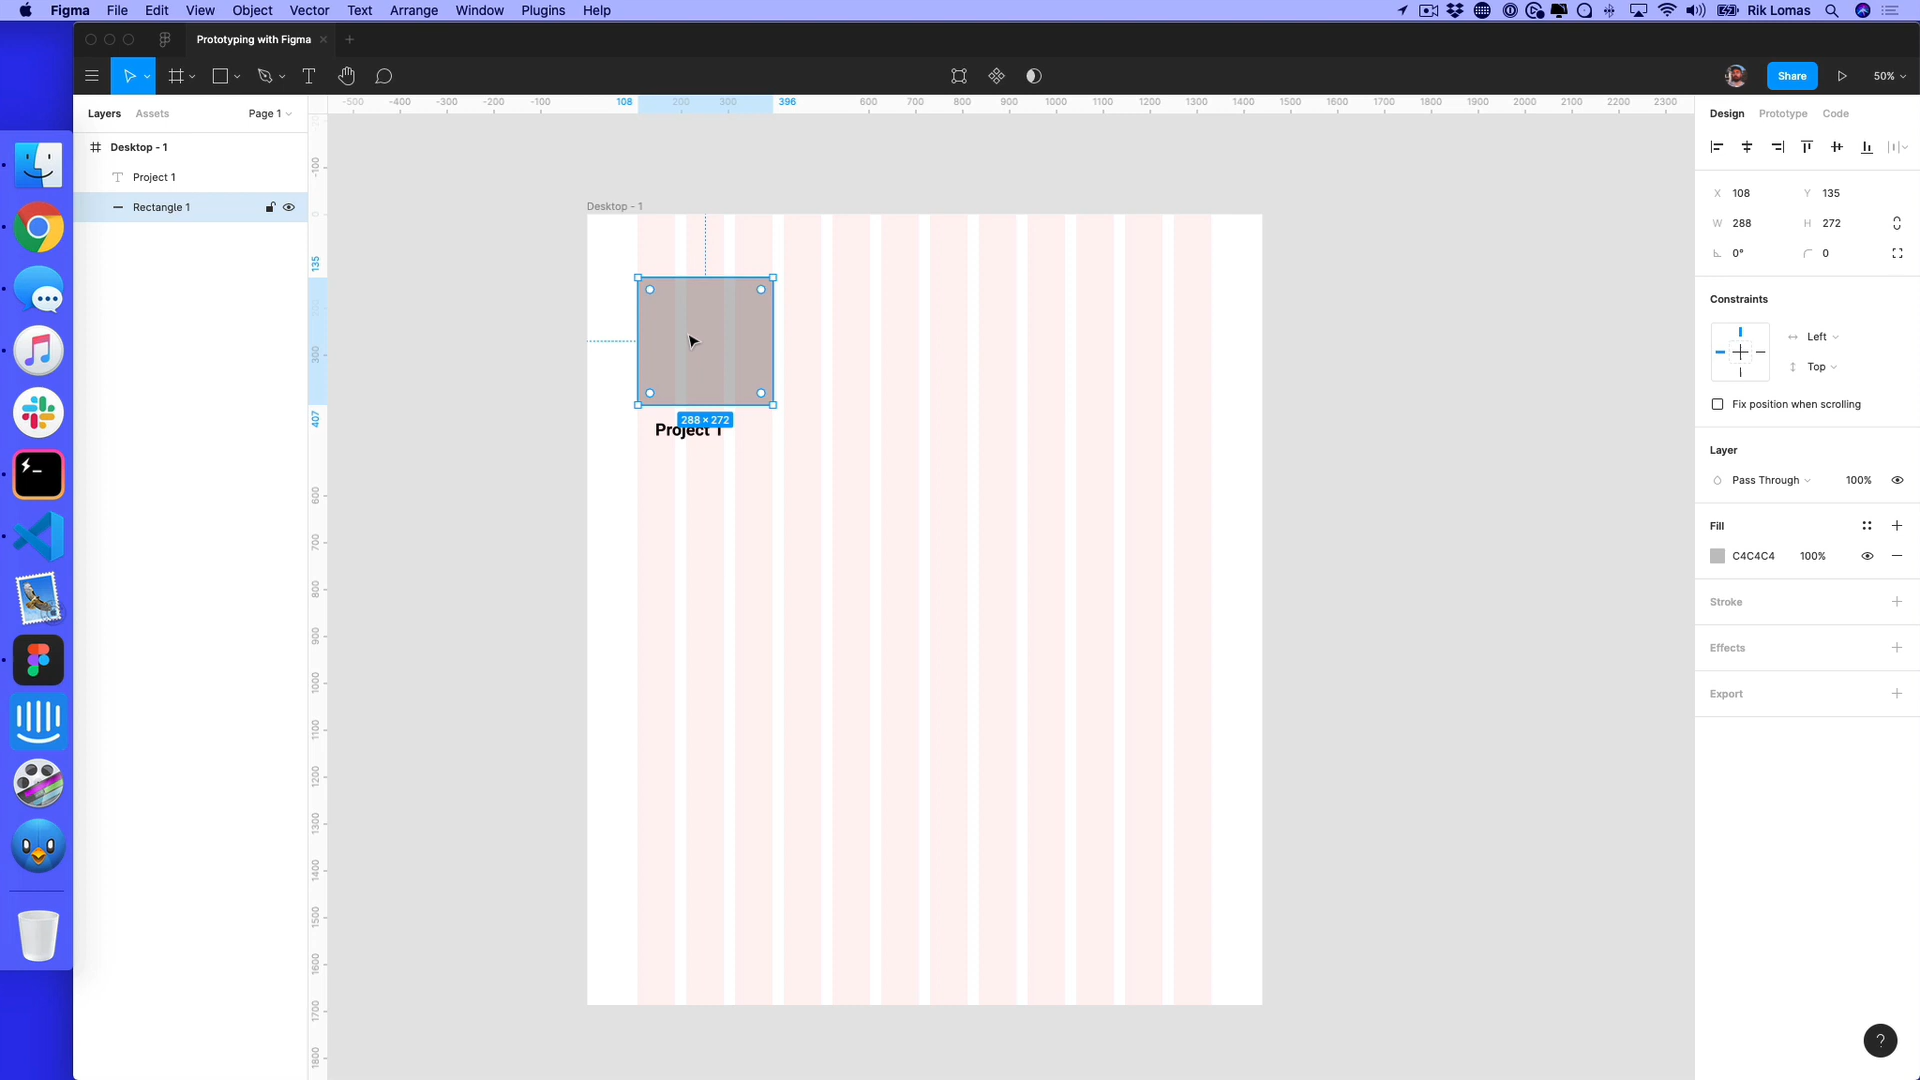 Figma File Edit View Object Vector Text Arrange Window Plugins Help Rik Lomas
Prototyping with Figma
Share 50%
Layers Assets Page 1
-500 -400 -300 -200 -100 108 200 300 396 600 700 800 900 1000 1100 1200 1300 1400 1500 1600 1700 1800 1900 2000 2100 2200 2300
Design Prototype Code
Desktop - 1
Project 1
Rectangle 1
-100
0
135
300
407
600
700
800
900
1000
1100
1200
1300
1400
1500
1600
1700
1800
Desktop - 1
288 × 272
Project 1
X 108 Y 135
W 288 H 272
0° 0
Constraints
Left
Top
Fix position when scrolling
Layer
Pass Through 100%
Fill
C4C4C4 100%
Stroke
Effects
Export
?